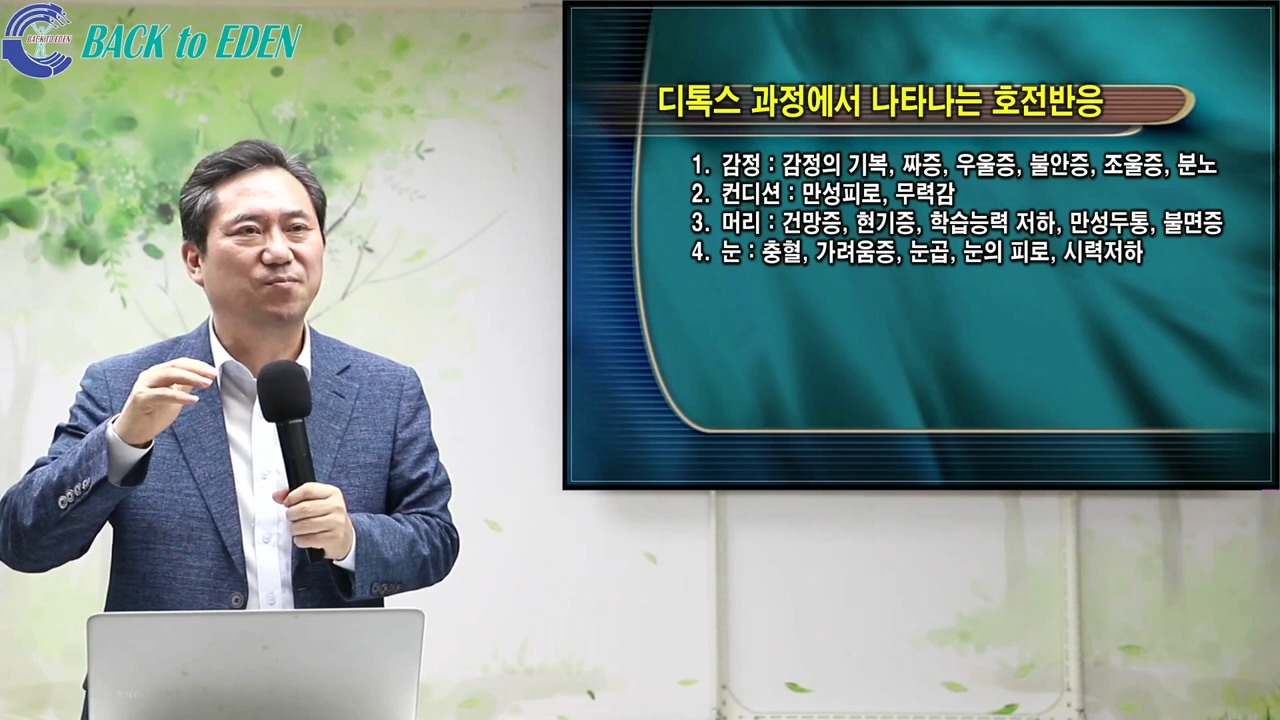 BACK TO EDEN
BACK to EDEN
디톡스 과정에서 나타나는 호전반응
1. 감정 : 감정의 기복, 짜증, 우울증, 불안증, 조울증, 분노
2. 컨디션 : 만성피로, 무력감
3. 머리 : 건망증, 현기증, 학습능력 저하, 만성두통, 불면증
4. 눈 : 충혈, 가려움증, 눈곱, 눈의 피로, 시력저하